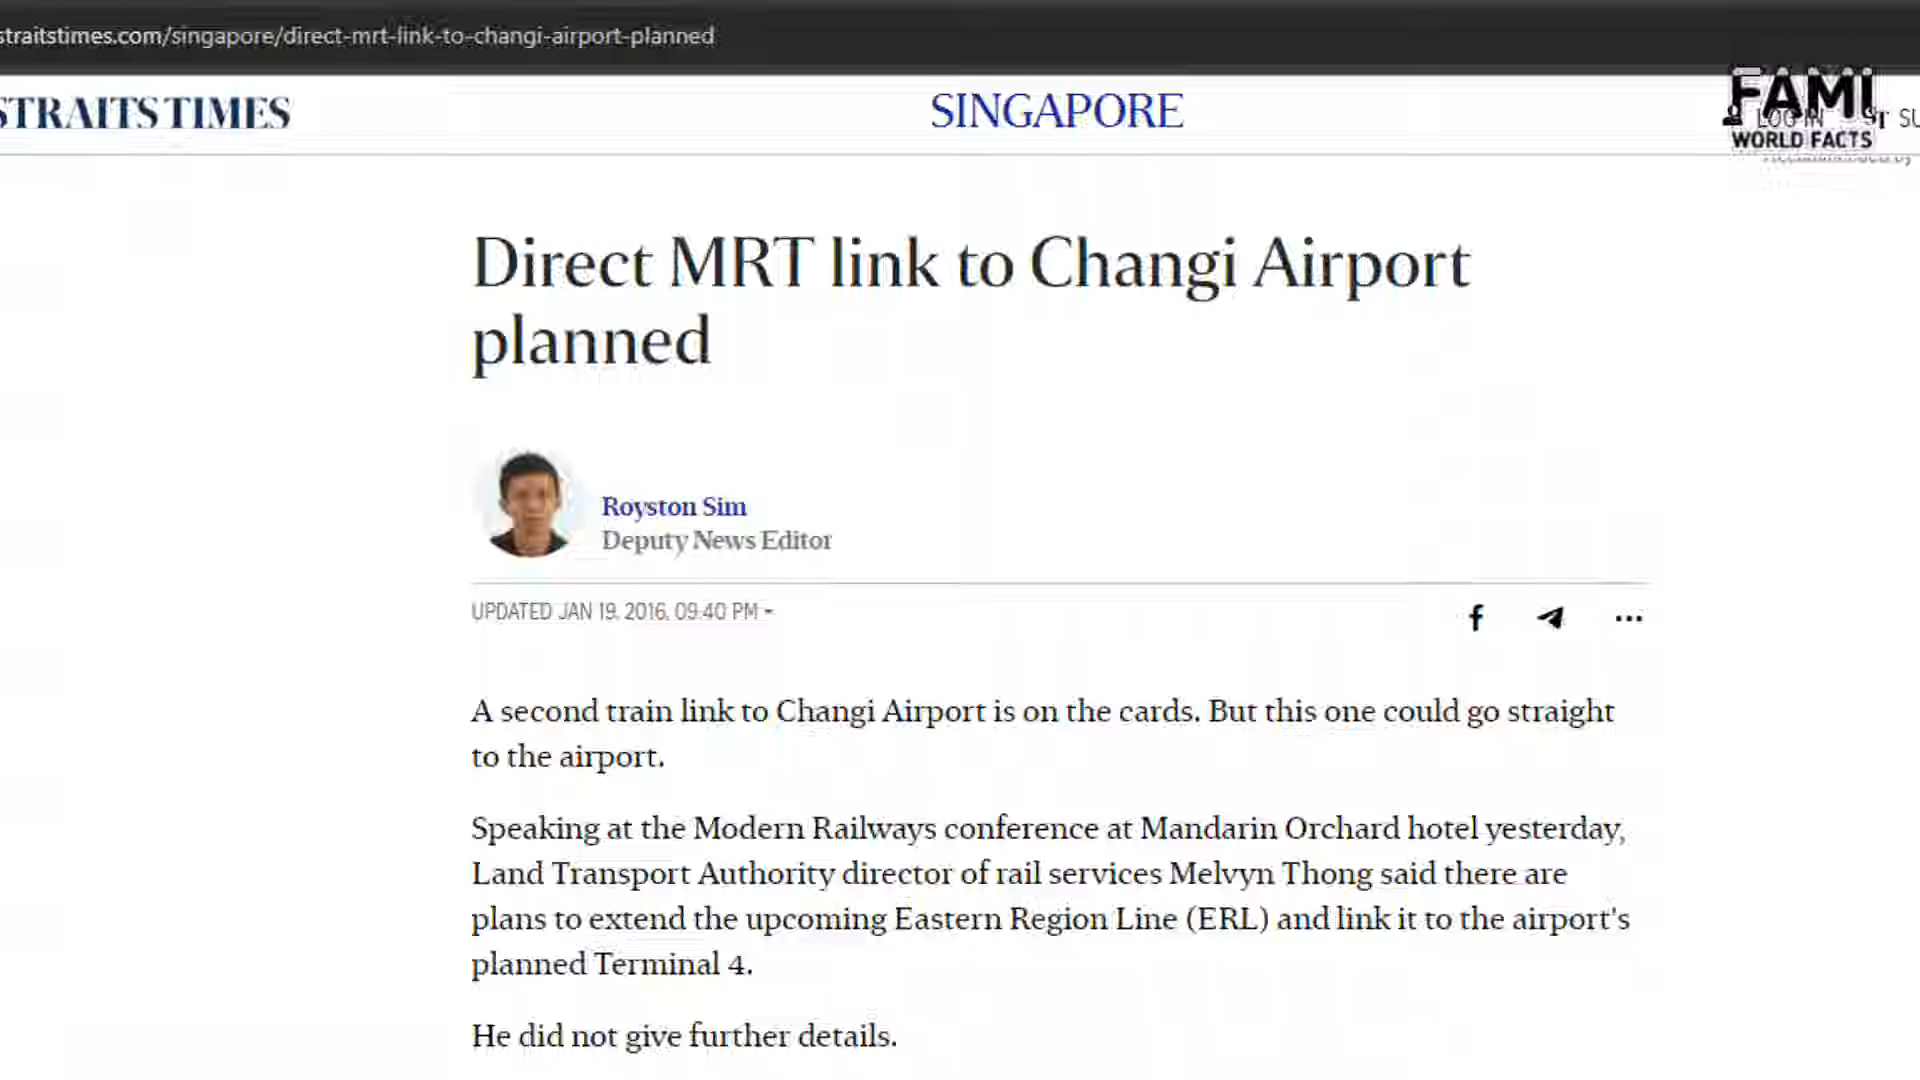 straitstimes.com/singapore/direct-mrt-link-to-changi-airport-planned
STRAITS TIMES
SINGAPORE
FAMI
LOG IN
WORLD FACTS
Direct MRT link to Changi Airport
planned
Royston Sim
Deputy News Editor
UPDATED JAN 19, 2016, 09:40 PM
A second train link to Changi Airport is on the cards. But this one could go straight
to the airport.
Speaking at the Modern Railways conference at Mandarin Orchard hotel yesterday,
Land Transport Authority director of rail services Melvyn Thong said there are
plans to extend the upcoming Eastern Region Line (ERL) and link it to the airport's
planned Terminal 4.
He did not give further details.